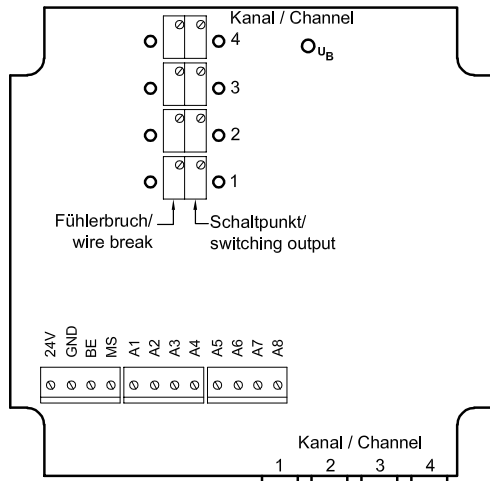 Kanal / Channel
4
U_B
3
2
1
Fühlerbruch/
wire break
Schaltpunkt/
switching output
24V
GND
BE
MS
A1
A2
A3
A4
A5
A6
A7
A8
Kanal / Channel
1 2 3 4